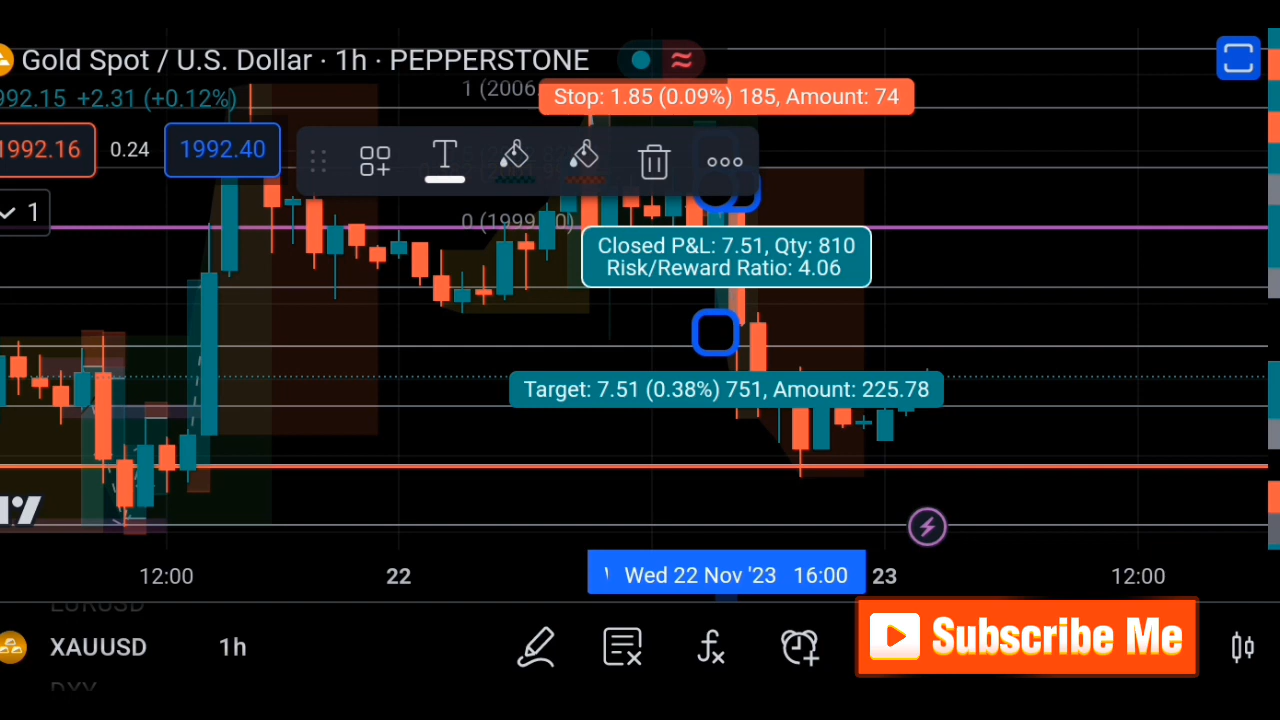 Gold Spot / U.S. Dollar · 1h · PEPPERSTONE
992.15 +2.31 (+0.12%)
1 (2006.
Stop: 1.85 (0.09%) 185, Amount: 74
1992.16
0.24
1992.40
T
1
0 (1999.
0)
Closed P&L: 7.51, Qty: 810
Risk/Reward Ratio: 4.06
Target: 7.51 (0.38%) 751, Amount: 225.78
12:00
22
Wed 22 Nov '23 16:00
23
12:00
EURUSD
XAUUSD 1h
DXY
Subscribe Me